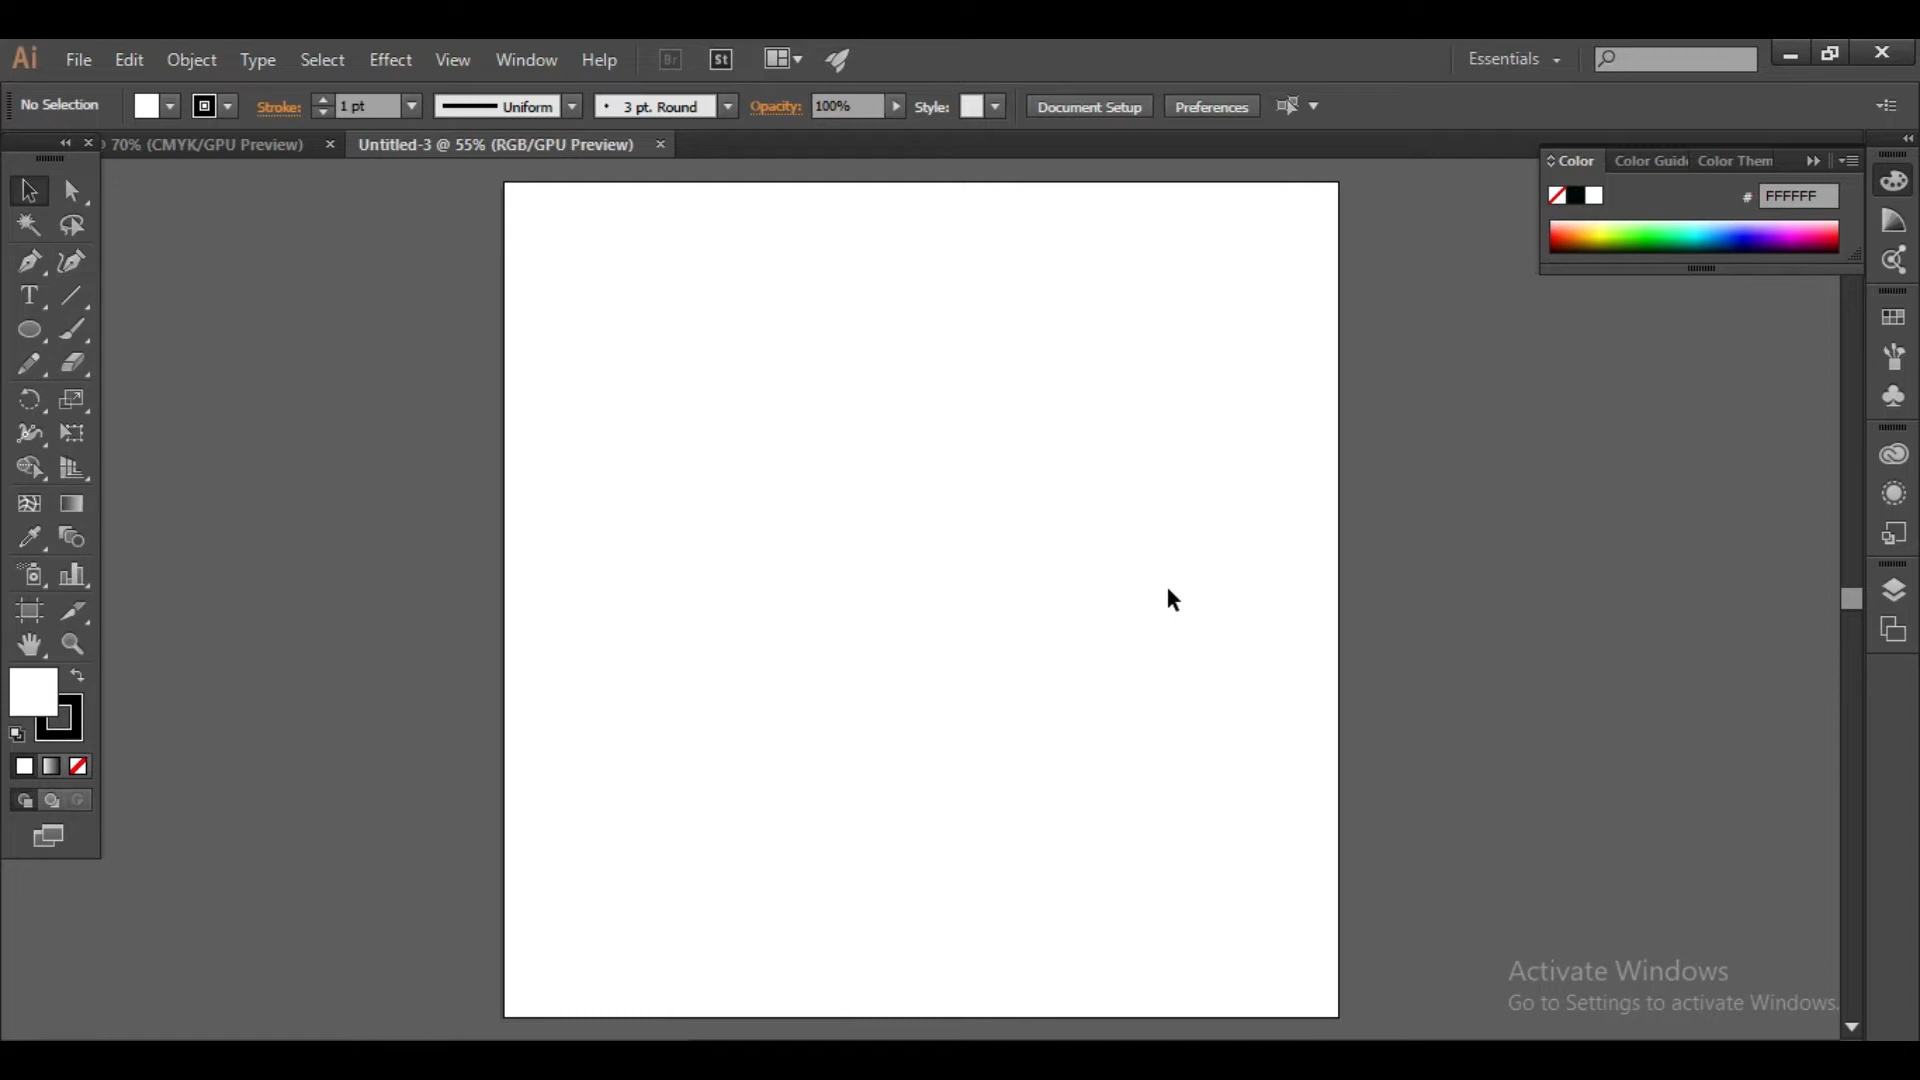 Ai File Edit Object Type Select Effect View Window Help Br St Essentials
No Selection Stroke: 1 pt Uniform 3 pt. Round Opacity: 100% Style: Document Setup Preferences
70% (CMYK/GPU Preview) × Untitled-3 @ 55% (RGB/GPU Preview) ×
Color Color Guid Color Them
# FFFFFF
T
Activate Windows
Go to Settings to activate Windows.